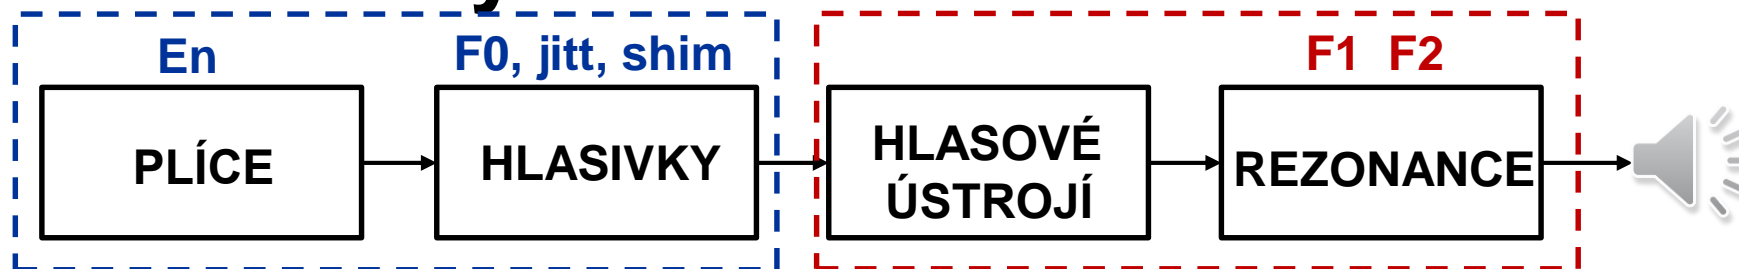 En
F0, jitt, shim
F1 F2
PLÍCE
HLASIVKY
HLASOVÉ
ÚSTROJÍ
REZONANCE